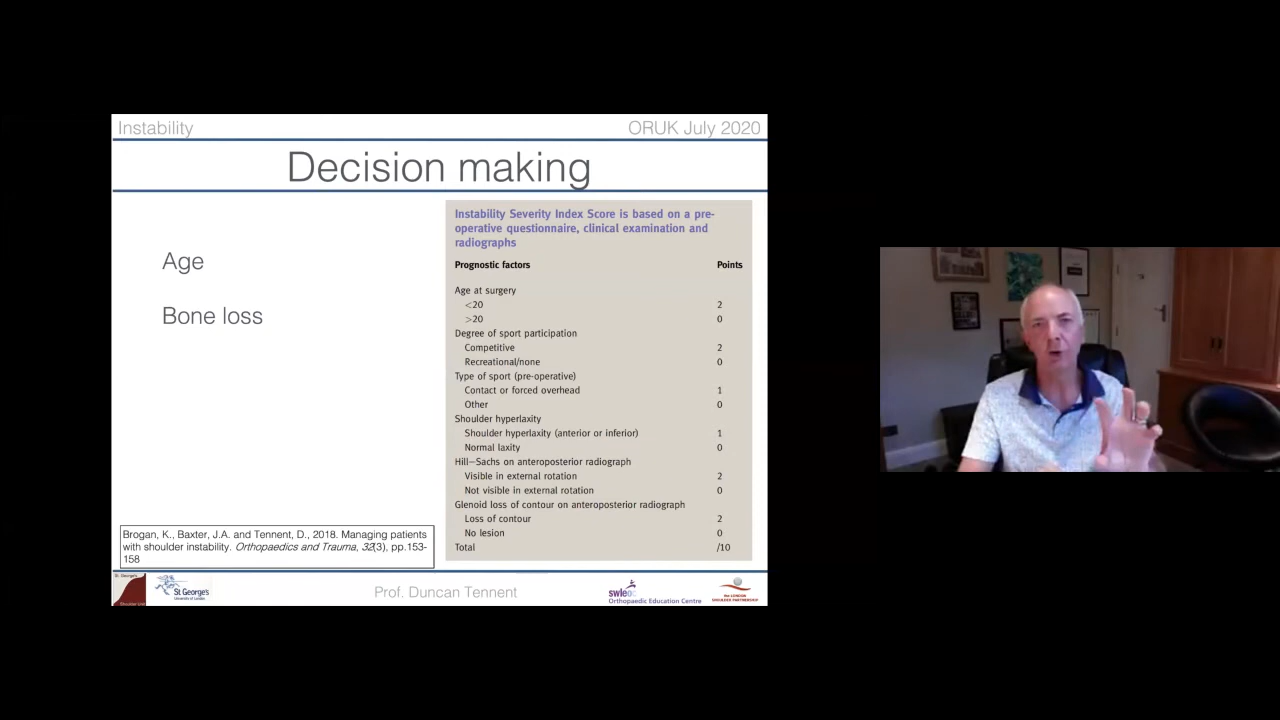 Instability
ORUK July 2020
Decision making
Age
Bone loss
Instability Severity Index Score is based on a pre-
operative questionnaire, clinical examination and
radiographs
Prognostic factors Points
Age at surgery
<20 2
>20 0
Degree of sport participation
Competitive 2
Recreational/none 0
Type of sport (pre-operative)
Contact or forced overhead 1
Other 0
Shoulder hyperlaxity
Shoulder hyperlaxity (anterior or inferior) 1
Normal laxity 0
Hill–Sachs on anteroposterior radiograph
Visible in external rotation 2
Not visible in external rotation 0
Glenoid loss of contour on anteroposterior radiograph
Loss of contour 2
No lesion 0
Total /10
Brogan, K., Baxter, J.A. and Tennent, D., 2018. Managing patients
with shoulder instability. Orthopaedics and Trauma, 32(3), pp.153-
158
St. George's
St George's
University of London
Prof. Duncan Tennent
swleoc
Orthopaedic Education Centre